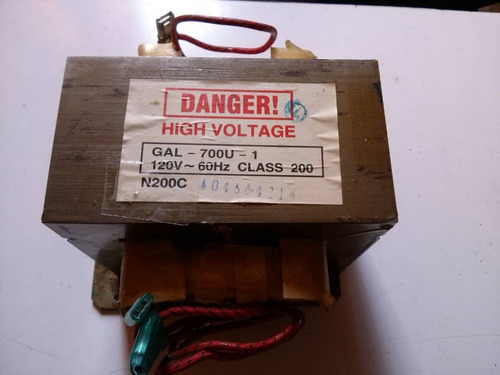 DANGER!
HIGH VOLTAGE
GAL - 700U - 1
120V ~ 60Hz CLASS 200
N200C